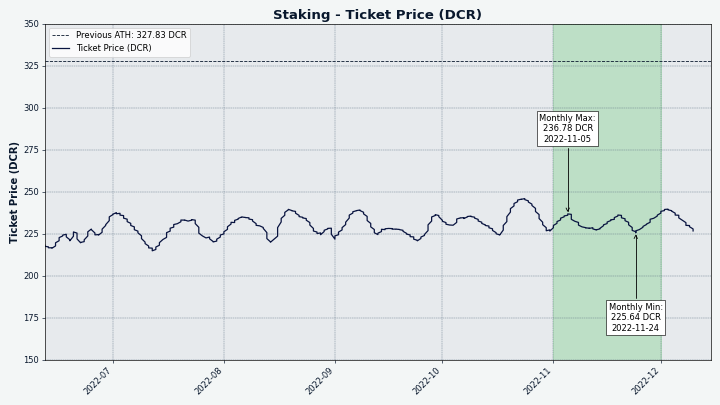 Staking - Ticket Price (DCR)
Previous ATH: 327.83 DCR
Ticket Price (DCR)
Ticket Price (DCR)
350
325
300
275
250
225
200
175
150
Monthly Max:
236.78 DCR
2022-11-05
Monthly Min:
225.64 DCR
2022-11-24
2022-07
2022-08
2022-09
2022-10
2022-11
2022-12